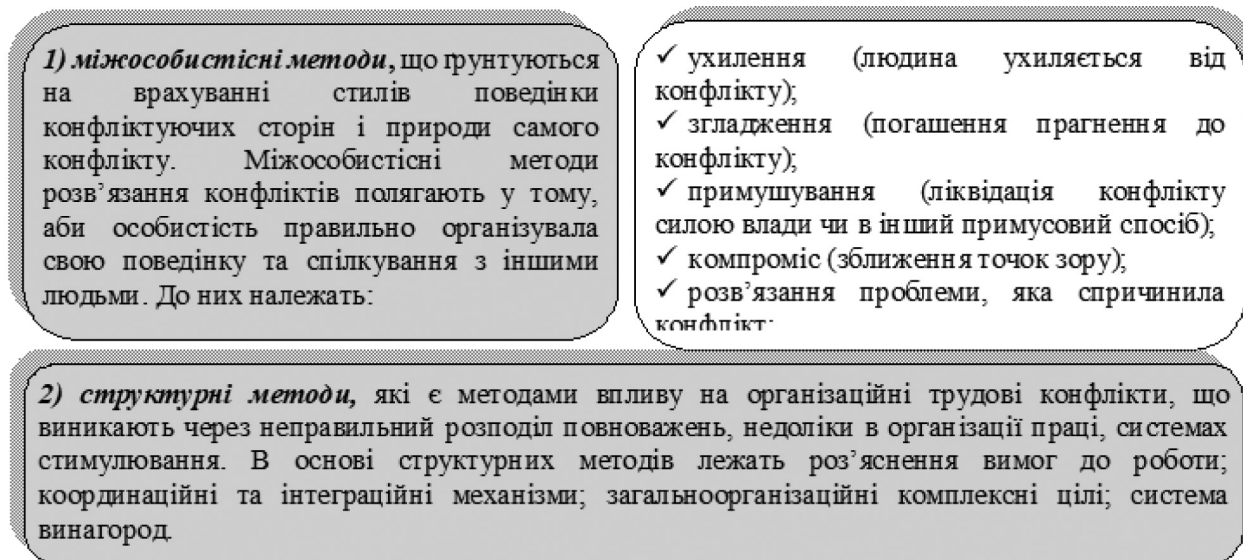 1) міжособистісні методи, що ґрунтуються
на врахуванні стилів поведінки
конфліктуючих сторін і природи самого
конфлікту. Міжособистісні методи
розв’язання конфліктів полягають у тому,
аби особистість правильно організувала
свою поведінку та спілкування з іншими
людьми. До них належать:
✓ ухилення (людина ухиляється від
конфлікту);
✓ згладження (погашення прагнення до
конфлікту);
✓ примушування (ліквідація конфлікту
силою влади чи в інший примусовий спосіб);
✓ компроміс (зближення точок зору);
✓ розв’язання проблеми, яка спричинила
конфлікт;
2) структурні методи, які є методами впливу на організаційні трудові конфлікти, що
виникають через неправильний розподіл повноважень, недоліки в організації праці, системах
стимулювання. В основі структурних методів лежать роз’яснення вимог до роботи;
координаційні та інтеграційні механізми; загальноорганізаційні комплексні цілі; система
винагород.